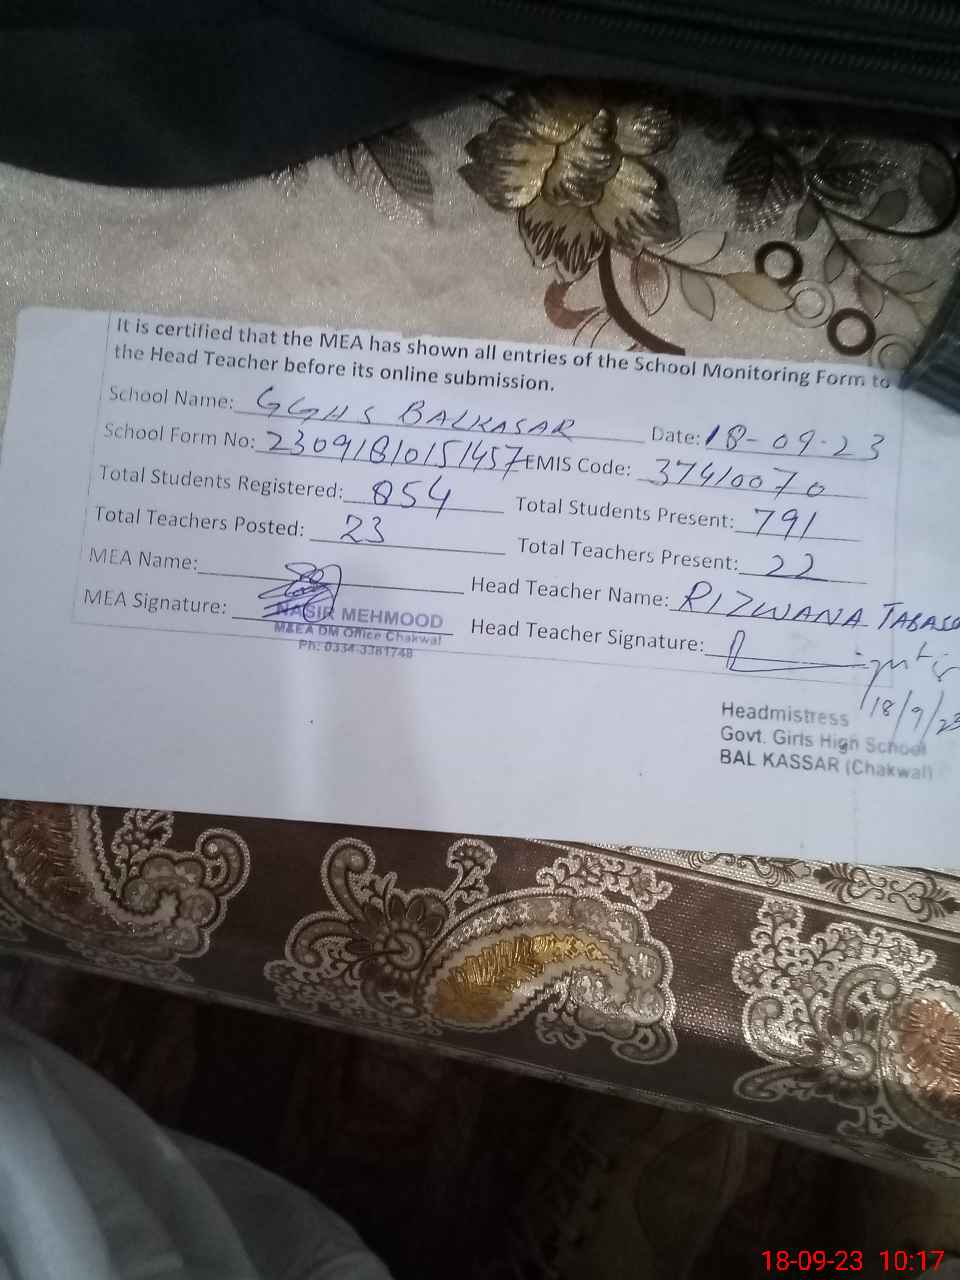 It is certified that the MEA has shown all entries of the School Monitoring Form to
the Head Teacher before its online submission.
School Name: GGHS BALKASAR Date: 18-09-23
School Form No: 23091810151457 EMIS Code: 37410070
Total Students Registered: 854 Total Students Present: 791
Total Teachers Posted: 23 Total Teachers Present: 22
MEA Name: Head Teacher Name: RIZWANA TABASS
MEA Signature: Head Teacher Signature:
NASIR MEHMOOD
M&EA DM Office Chakwal
Ph: 0334-3381748
18/9/23
Headmistress
Govt. Girls High School
BAL KASSAR (Chakwal)
18-09-23 10:17